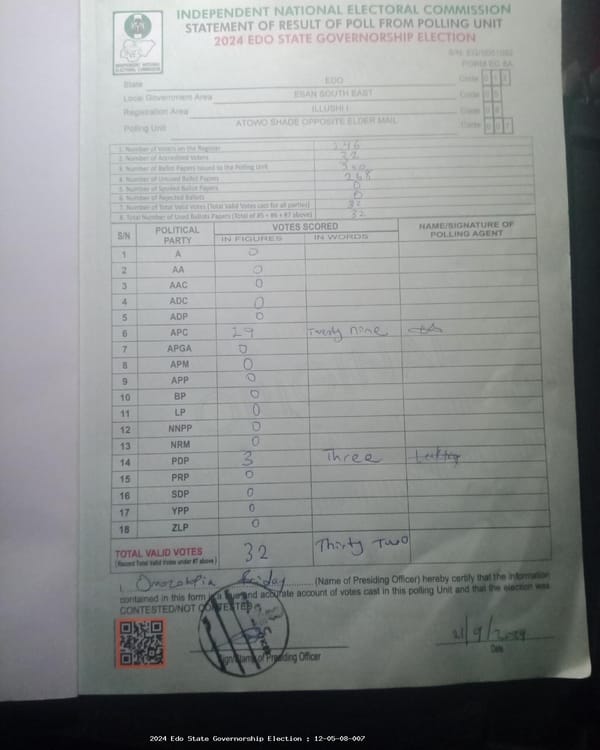 INDEPENDENT NATIONAL ELECTORAL COMMISSION
STATEMENT OF RESULT OF POLL FROM POLLING UNIT
2024 EDO STATE GOVERNORSHIP ELECTION
FORM EC 8A
INDEPENDENT NATIONAL ELECTORAL COMMISSION
State EDO Code
Local Government Area ESAN SOUTH EAST Code
Registration Area ILLUSHI I Code
Polling Unit ATOWO SHADE OPPOSITE ELDER MAIL Code
1. Number of Voters on the Register
2. Number of Accredited Voters 32
3. Number of Ballot Papers Issued to the Polling Unit
4. Number of Unused Ballot Papers 268
5. Number of Spoiled Ballot Papers 0
6. Number of Rejected Ballots 0
7. Number of Total Valid Votes (Total Valid Votes cast for all parties) 32
8. Total Number of Used Ballots Papers (Total of #5 + #6 + #7 above) 32
S/N POLITICAL PARTY VOTES SCORED NAME/SIGNATURE OF POLLING AGENT
IN FIGURES IN WORDS
1 A 0
2 AA 0
3 AAC 0
4 ADC 0
5 ADP 0
6 APC 29 Twenty nine
7 APGA 0
8 APM 0
9 APP 0
10 BP 0
11 LP 0
12 NNPP 0
13 NRM 0
14 PDP 3 Three
15 PRP 0
16 SDP 0
17 YPP 0
18 ZLP 0
TOTAL VALID VOTES 32 Thirty Two
(Record Total Valid Votes under #7 above)
I, Friday (Name of Presiding Officer) hereby certify that the information
contained in this form is a true and accurate account of votes cast in this polling Unit and that the election was
CONTESTED/NOT CONTESTED
21/9/2024
Sign/Name of Presiding Officer Date
2024 Edo State Governorship Election : 12-05-08-007